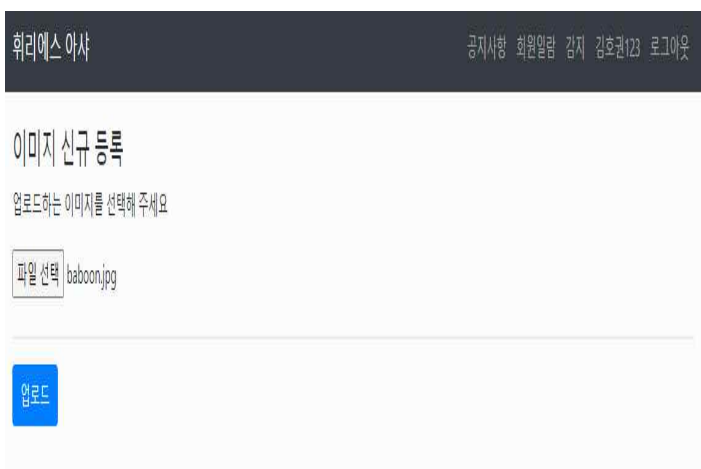 휘리에스 아샤
공지사항 회원일람 감지 김호권123 로그아웃
이미지 신규 등록
업로드하는 이미지를 선택해 주세요
파일 선택 baboon.jpg
업로드